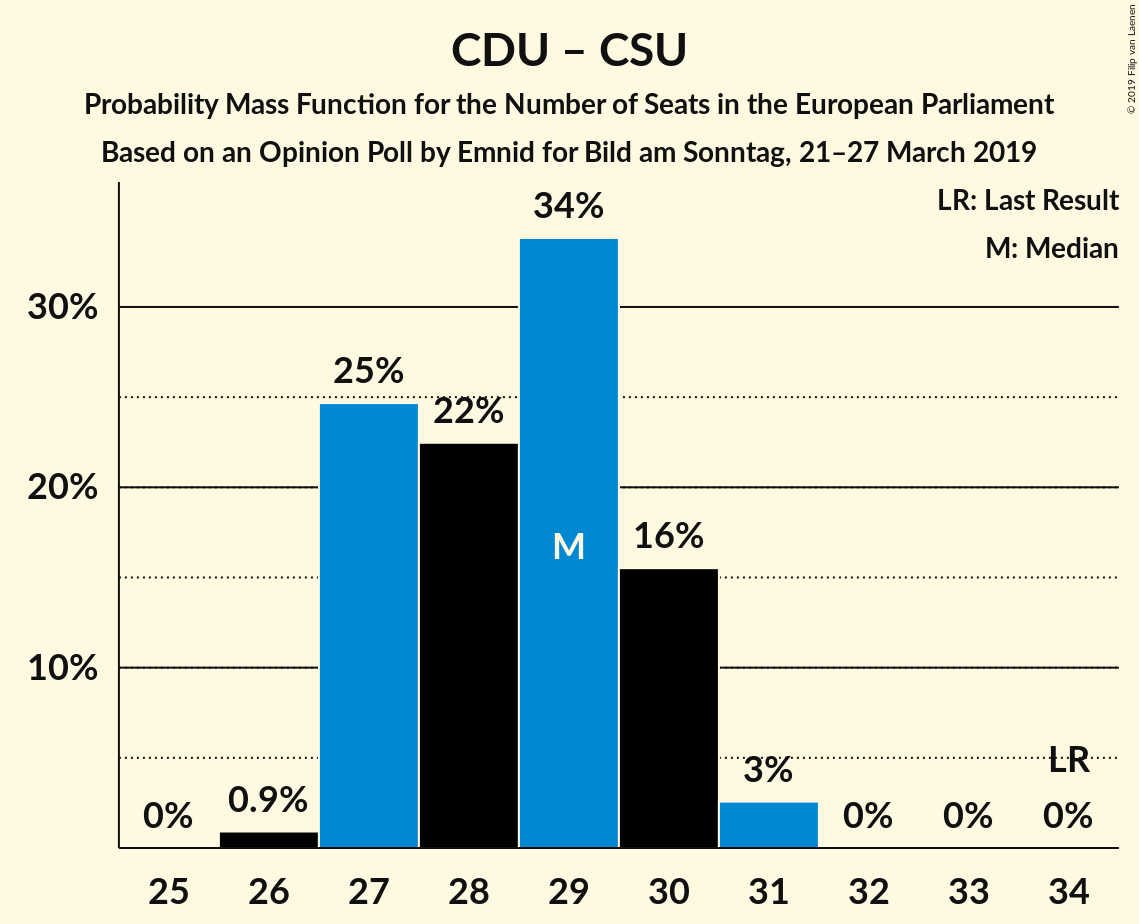 CDU – CSU
Probability Mass Function for the Number of Seats in the European Parliament
Based on an Opinion Poll by Emnid for Bild am Sonntag, 21–27 March 2019
© 2019 Filip van Laenen
LR: Last Result
M: Median
34%
30%
25%
22%
20%
16%
M
10%
3%
LR
0%
0.9%
0%
0%
0%
25 26 27 28 29 30 31 32 33 34